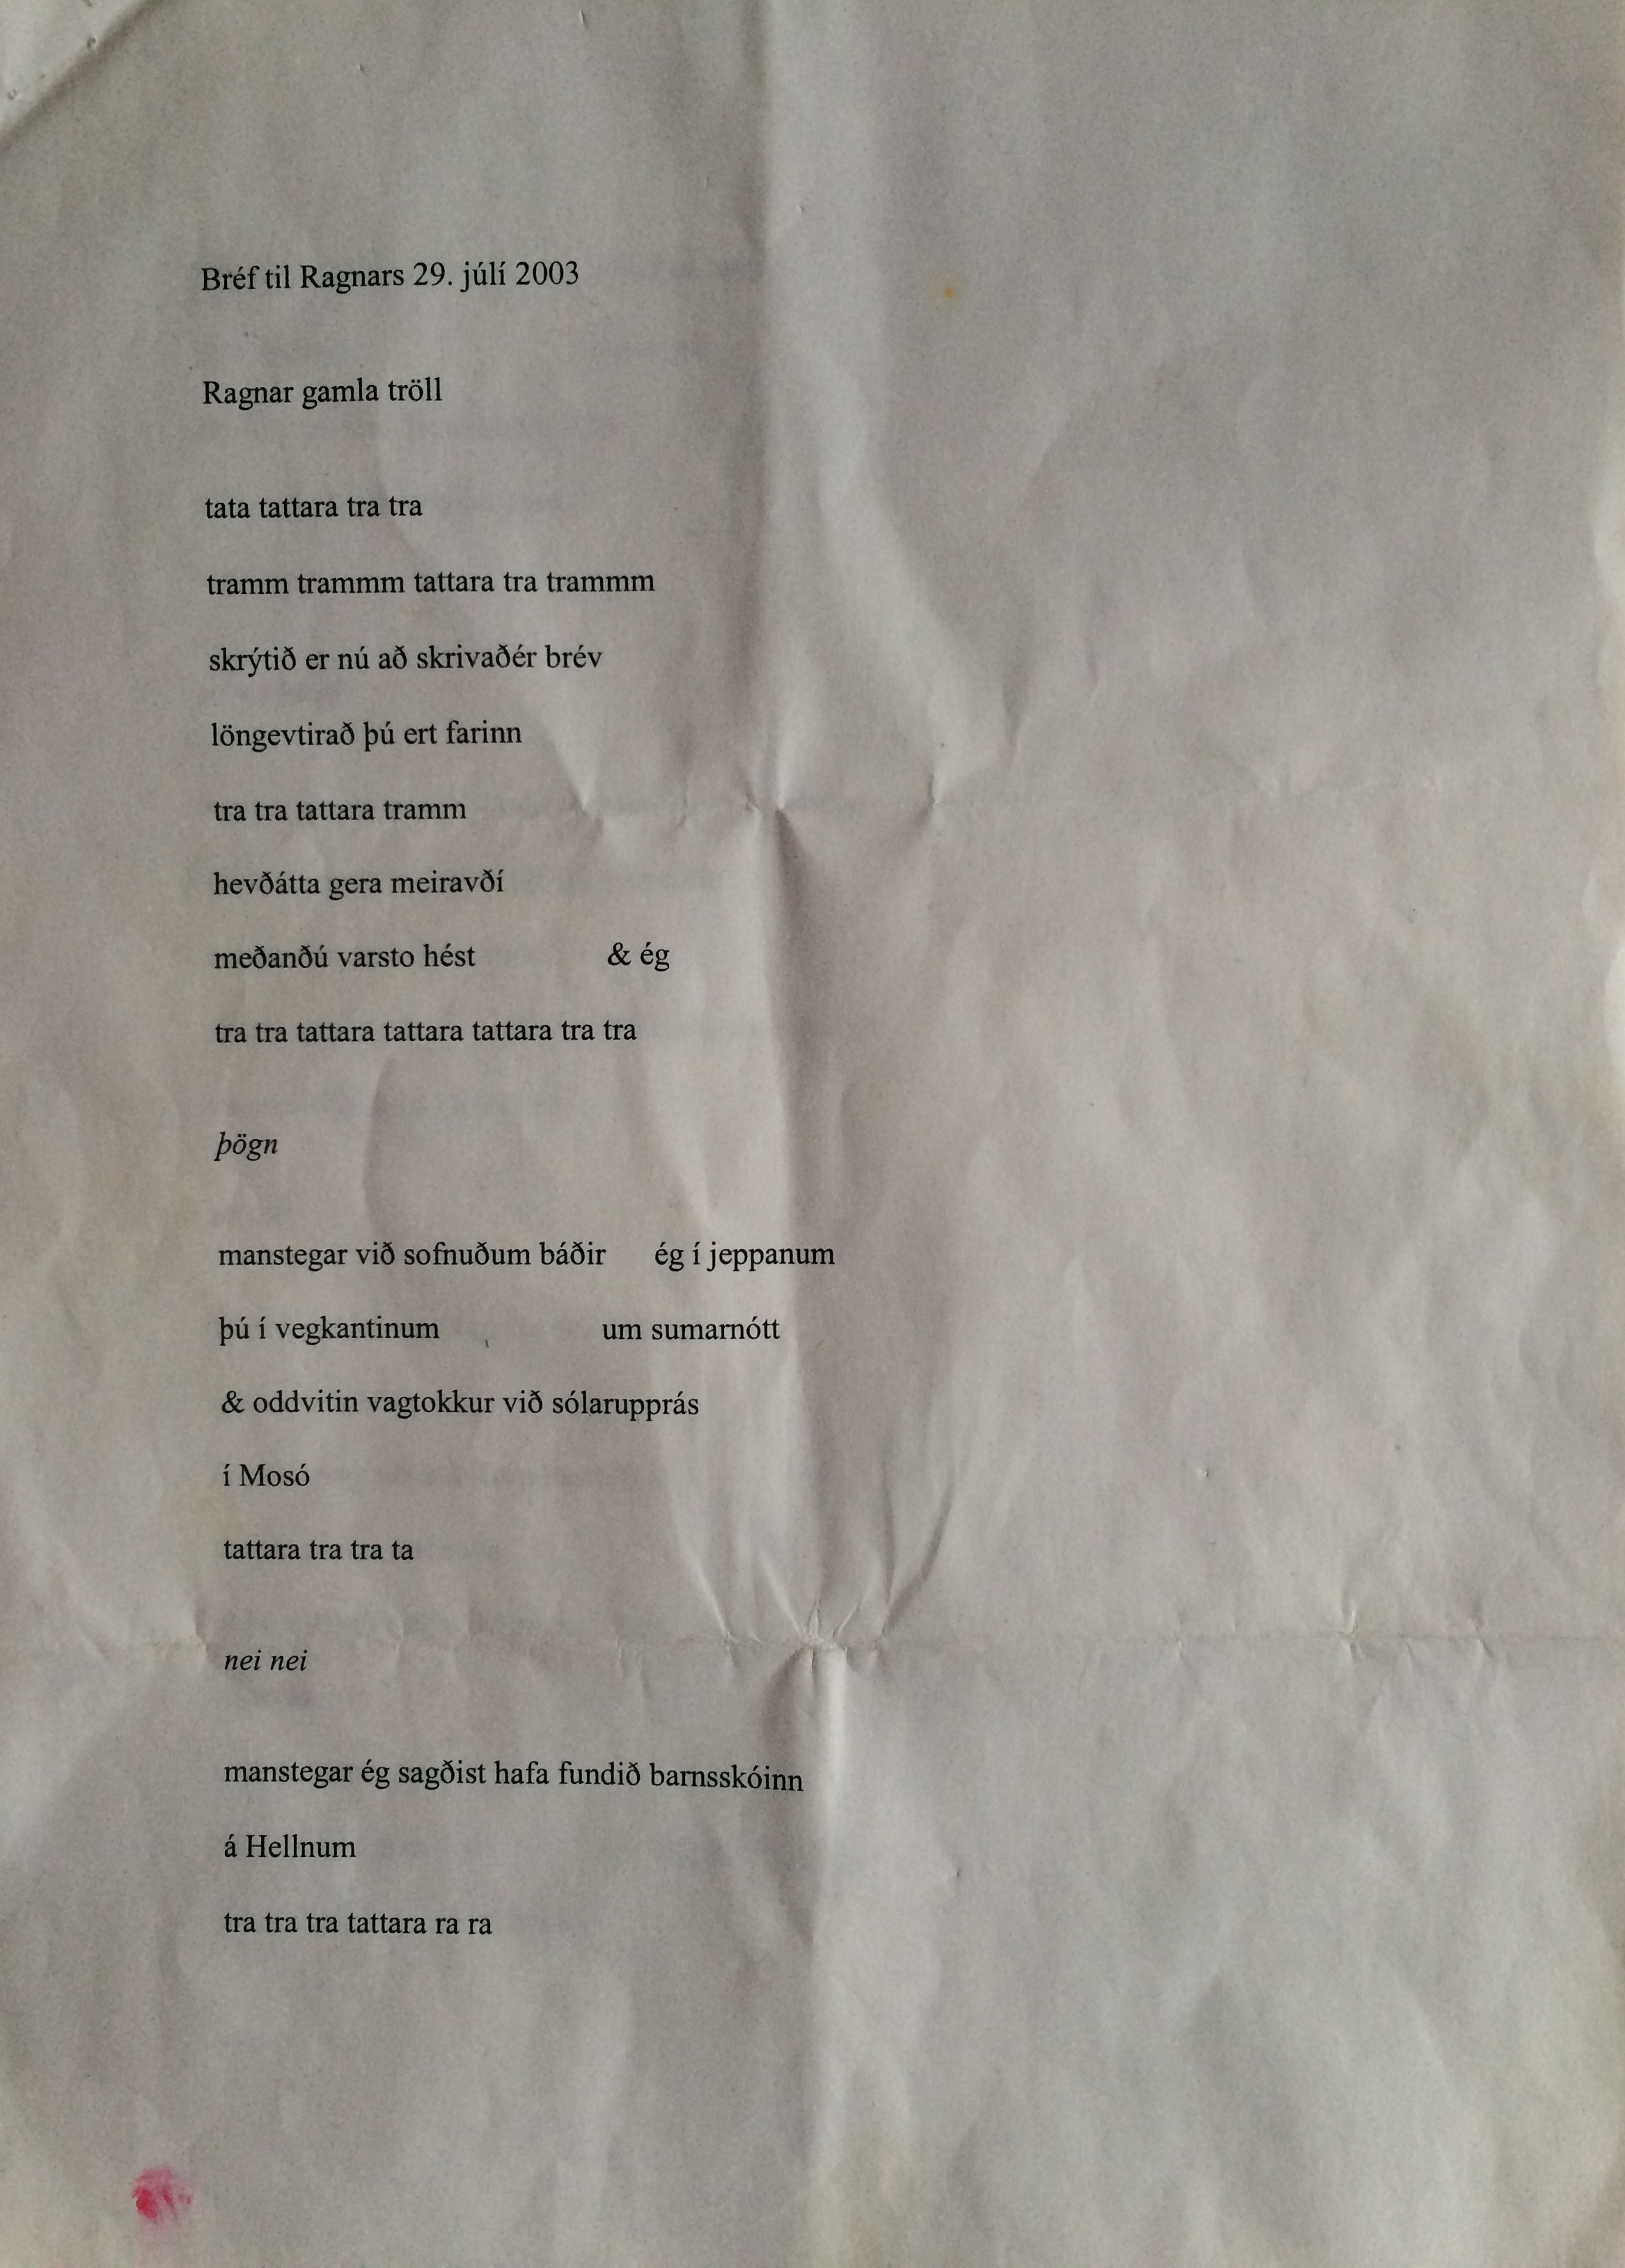 Bréf til Ragnars 29. júlí 2003
Ragnar gamla tröll
tata tattara tra tra
tramm trammm tattara tra trammm
skrýtið er nú að skrivaðér brév
löngevtirað þú ert farinn
tra tra tattara tramm
hevðátta gera meiravðí
meðanðú varsto hést & ég
tra tra tattara tattara tattara tra tra
þögn
manstegar við sofnuðum báðir ég í jeppanum
þú í vegkantinum um sumarnótt
& oddvitin vagtokkur við sólarupprás
í Mosó
tattara tra tra ta
nei nei
manstegar ég sagðist hafa fundið barnsskóinn
á Hellnum
tra tra tra tattara ra ra